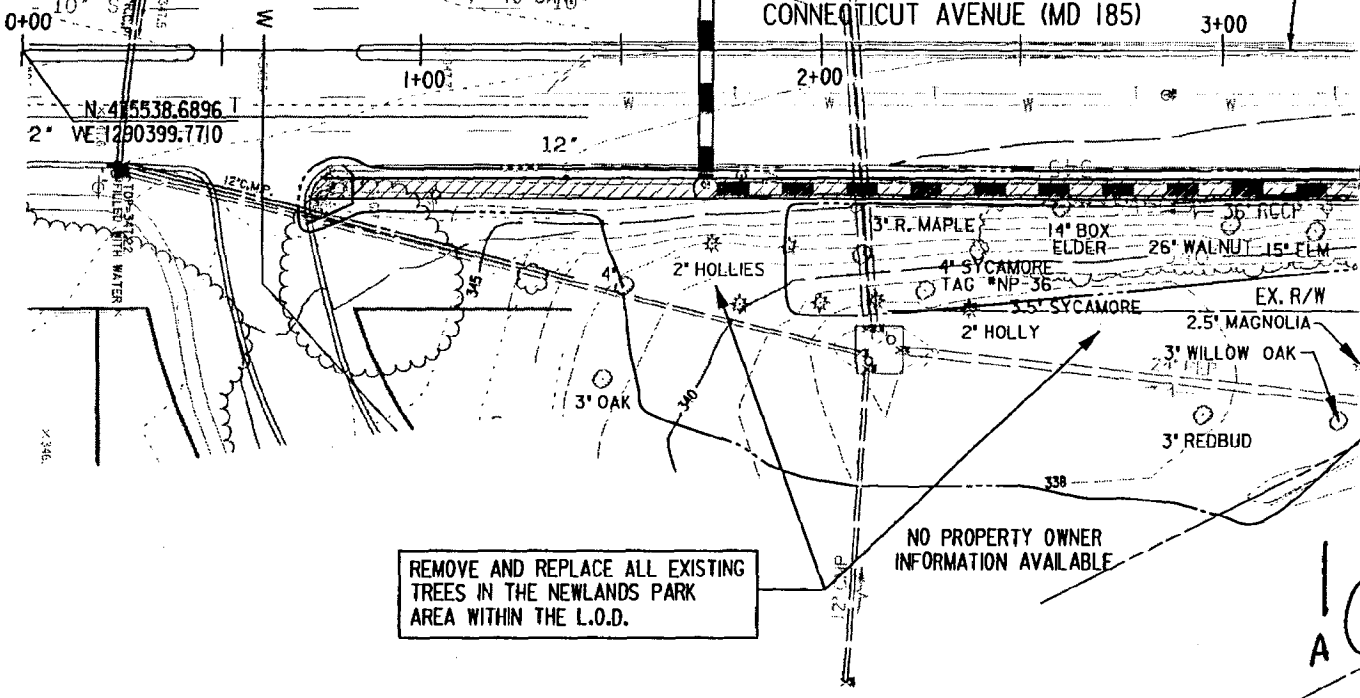 10"
0+00
W
CONNECTICUT AVENUE (MD 185)
3+00
1+00
2+00
N 415538.6896
WE 1290399.7710
2"
12"
W
W
W
W
12"C.M.P.
FILLED WITH WATER
345
4"
2" HOLLIES
3" R. MAPLE
14" BOX
ELDER
36" RCCP
26" WALNUT
15" ELM
4" SYCAMORE
TAG #NP-36
3.5" SYCAMORE
2" HOLLY
EX. R/W
2.5" MAGNOLIA
3" WILLOW OAK
3" OAK
340
3" REDBUD
338
NO PROPERTY OWNER
INFORMATION AVAILABLE
REMOVE AND REPLACE ALL EXISTING
TREES IN THE NEWLANDS PARK
AREA WITHIN THE L.O.D.
A